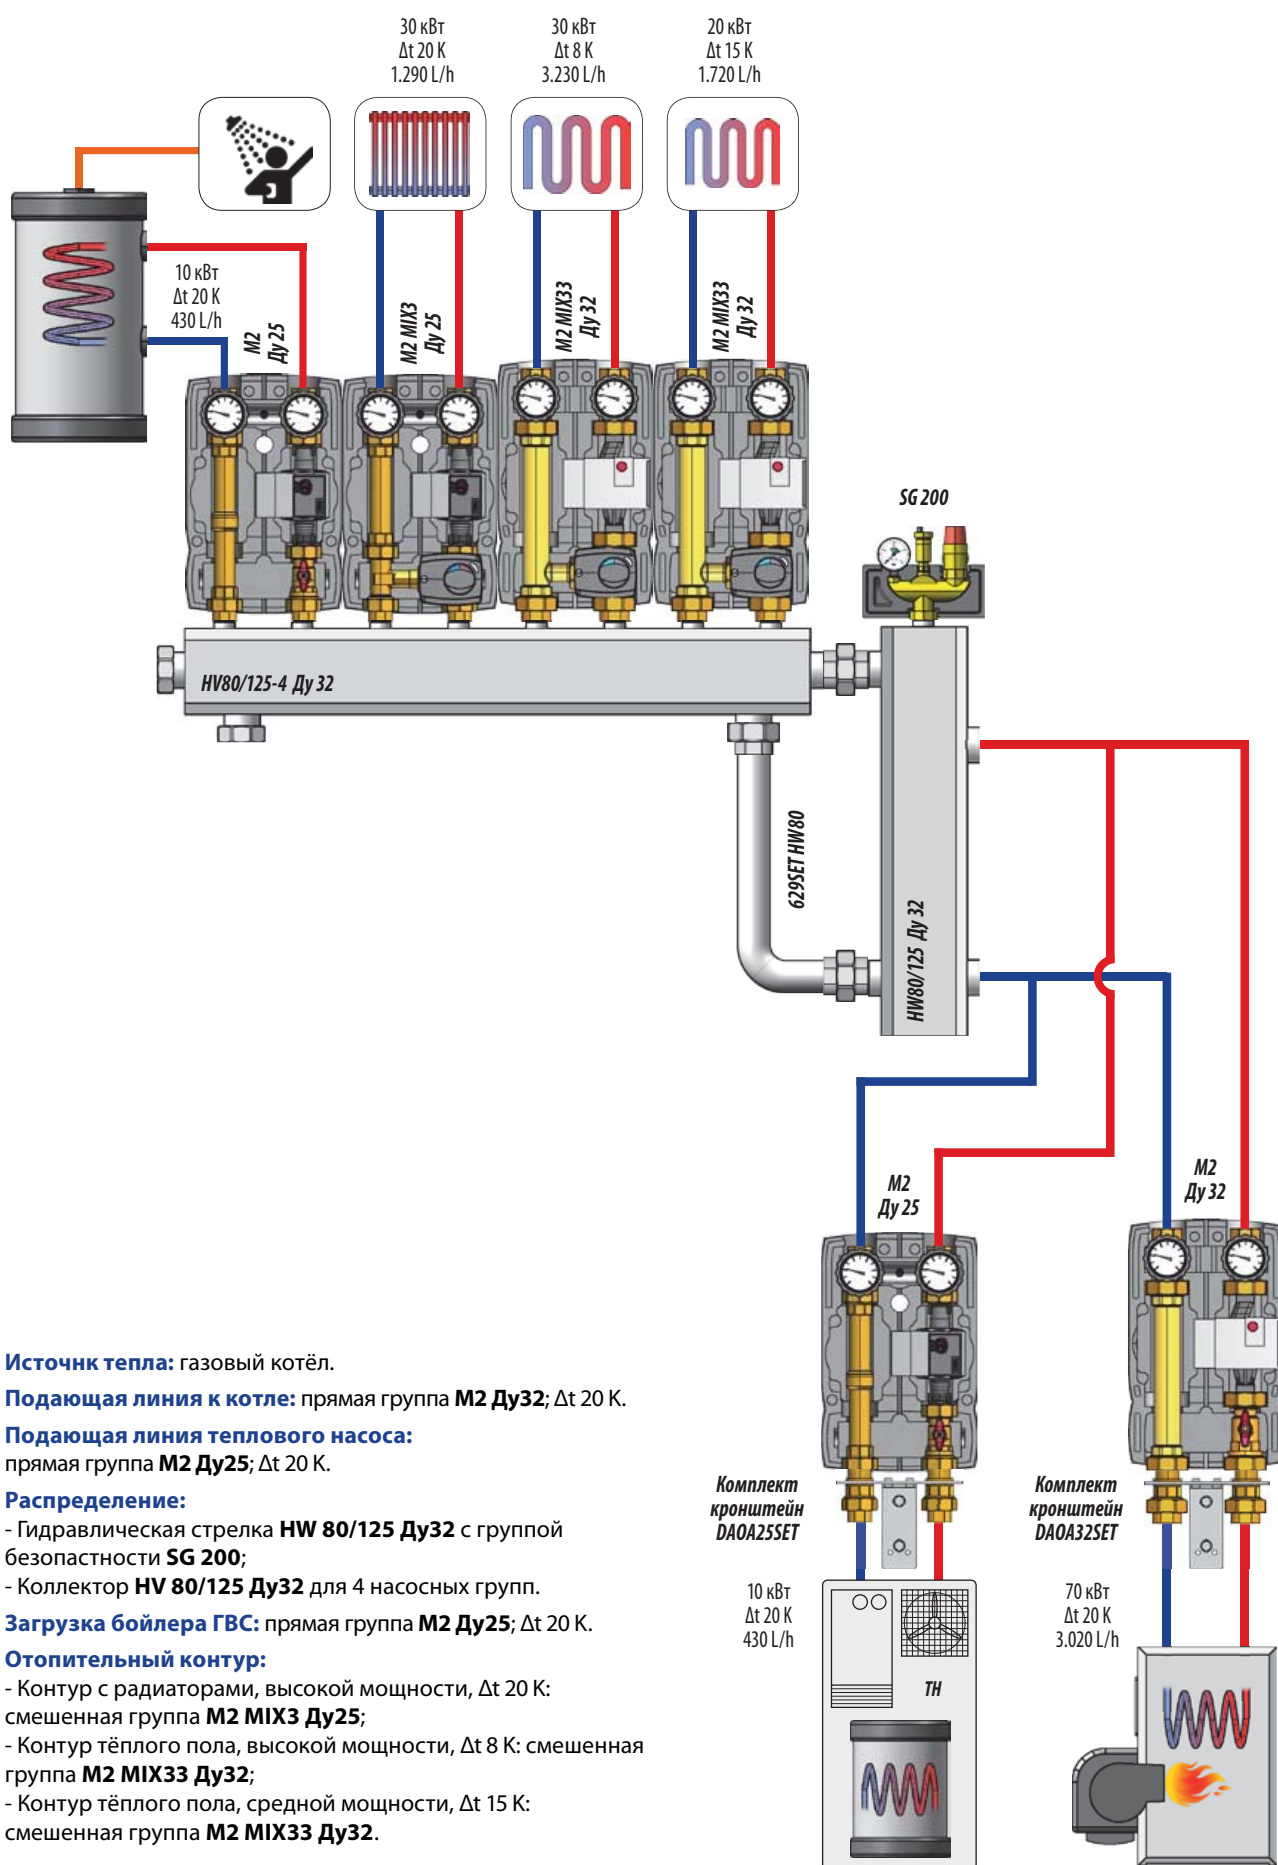 30 кВт
Δt 20 K
1.290 L/h
30 кВт
Δt 8 K
3.230 L/h
20 кВт
Δt 15 K
1.720 L/h
10 кВт
Δt 20 K
430 L/h
M2
Ду 25
M2 MIX3
Ду 25
M2 MIX33
Ду 32
M2 MIX33
Ду 32
SG 200
HV80/125-4 Ду 32
629SET HW80
HW80/125 Ду 32
M2
Ду 25
M2
Ду 32
Комплект
кронштейн
DAOA25SET
Комплект
кронштейн
DAOA32SET
10 кВт
Δt 20 K
430 L/h
70 кВт
Δt 20 K
3.020 L/h
ТН
Источнк тепла: газовый котёл.
Подающая линия к котле: прямая группа M2 Ду32; Δt 20 K.
Подающая линия теплового насоса:
прямая группа M2 Ду25; Δt 20 K.
Распределение:
- Гидравлическая стрелка HW 80/125 Ду32 с группой
безопастности SG 200;
- Коллектор HV 80/125 Ду32 для 4 насосных групп.
Загрузка бойлера ГВС: прямая группа M2 Ду25; Δt 20 K.
Отопительный контур:
- Контур с радиаторами, высокой мощности, Δt 20 K:
смешенная группа M2 MIX3 Ду25;
- Контур тёплого пола, высокой мощности, Δt 8 K: смешенная
группа M2 MIX33 Ду32;
- Контур тёплого пола, средной мощности, Δt 15 K:
смешенная группа M2 MIX33 Ду32.